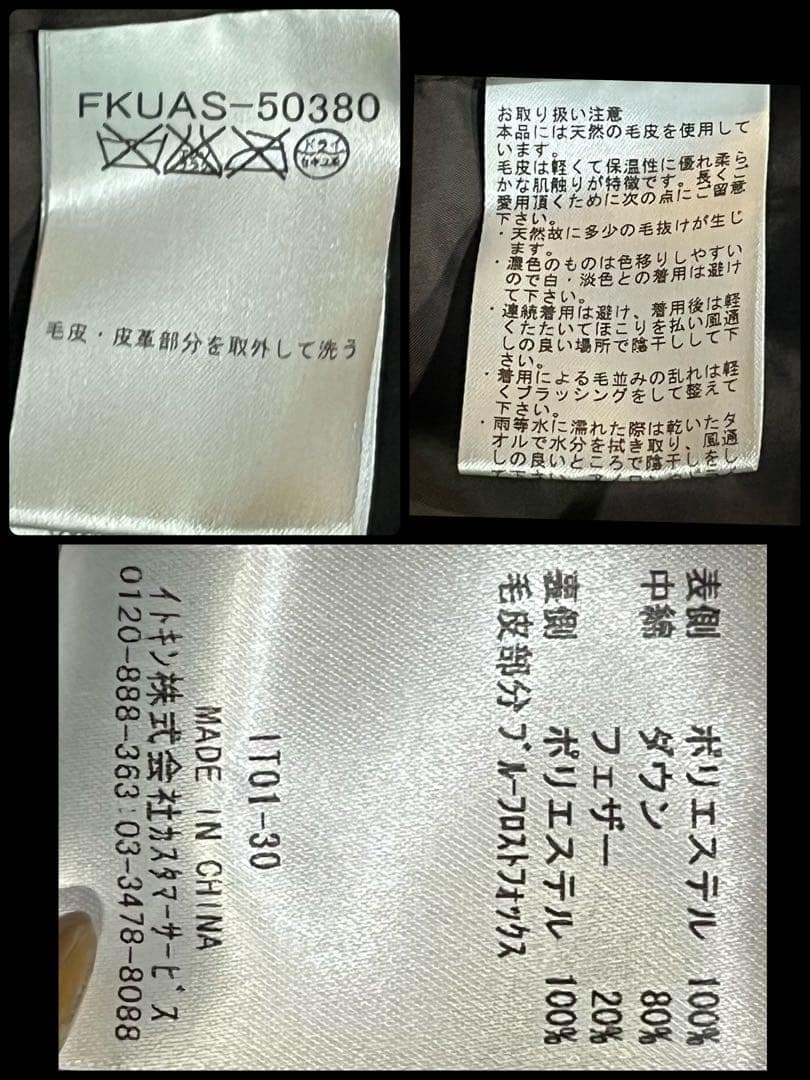 FKUAS-50380
ドライ
セキユ系
毛皮・皮革部分を取外して洗う
お取り扱い注意
本品には天然の毛皮を使用して
います。
毛皮は軽くて保温性に優れ柔ら
かな肌触りが特徴です。長くご
愛用頂くために次の点にご留意
下さい。
・天然故に多少の毛抜けが生じ
ます。
・濃色のものは色移りしやすい
ので白・淡色との着用は避け
て下さい。
・連続着用は避け、着用後は軽
くたたいてほこりを払い風通
しの良い場所で陰干しして下
さい。
・着用による毛並みの乱れは軽
くブラッシングをして整えて
下さい。
・雨等水に濡れた際は乾いたタ
オルで水分を拭き取り、風通
しの良いところで陰干しをし
表側 ポリエステル 100%
中綿 ダウン 80%
フェザー 20%
裏側 ポリエステル 100%
毛皮部分 ブルーフロストフォックス
IT01-30
MADE IN CHINA
イトキン株式会社カスタマーサービス
0120-888-363:03-3478-8088